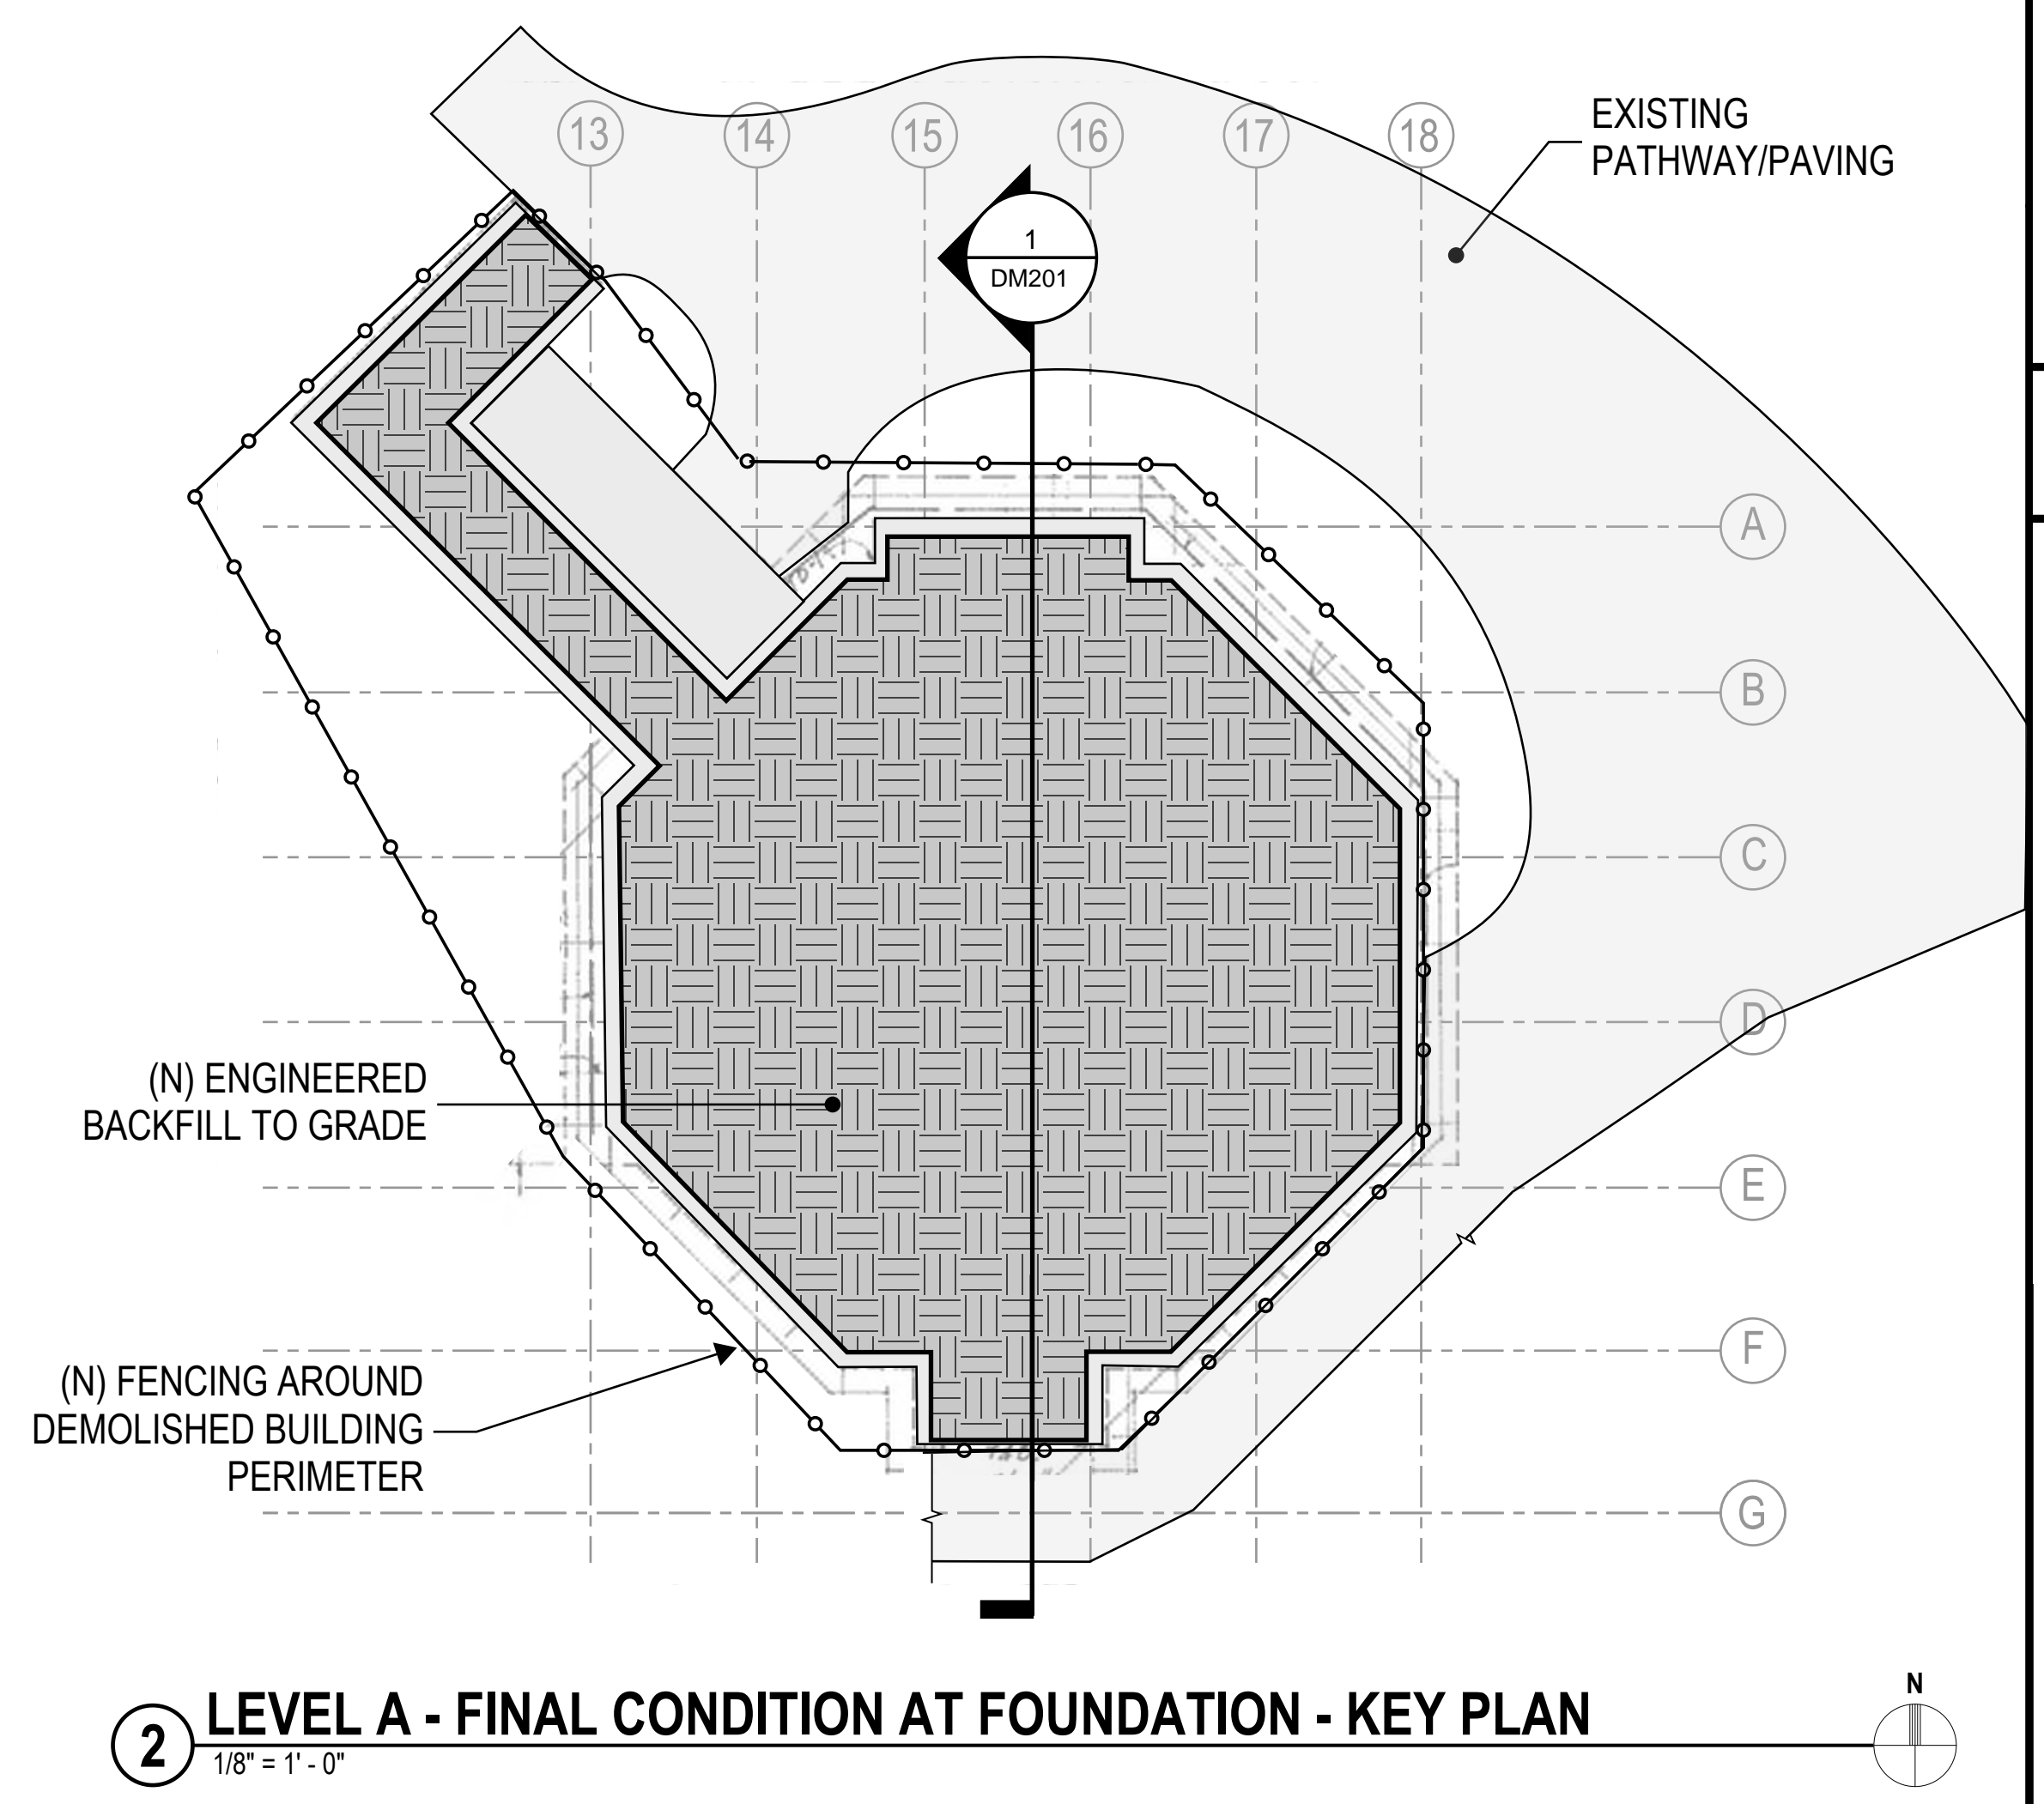 13
14
15
16
17
18
EXISTING
PATHWAY/PAVING
1
DM201
A
B
C
D
(N) ENGINEERED
BACKFILL TO GRADE
E
F
(N) FENCING AROUND
DEMOLISHED BUILDING
PERIMETER
G
N
2
LEVEL A - FINAL CONDITION AT FOUNDATION - KEY PLAN
1/8" = 1' - 0"